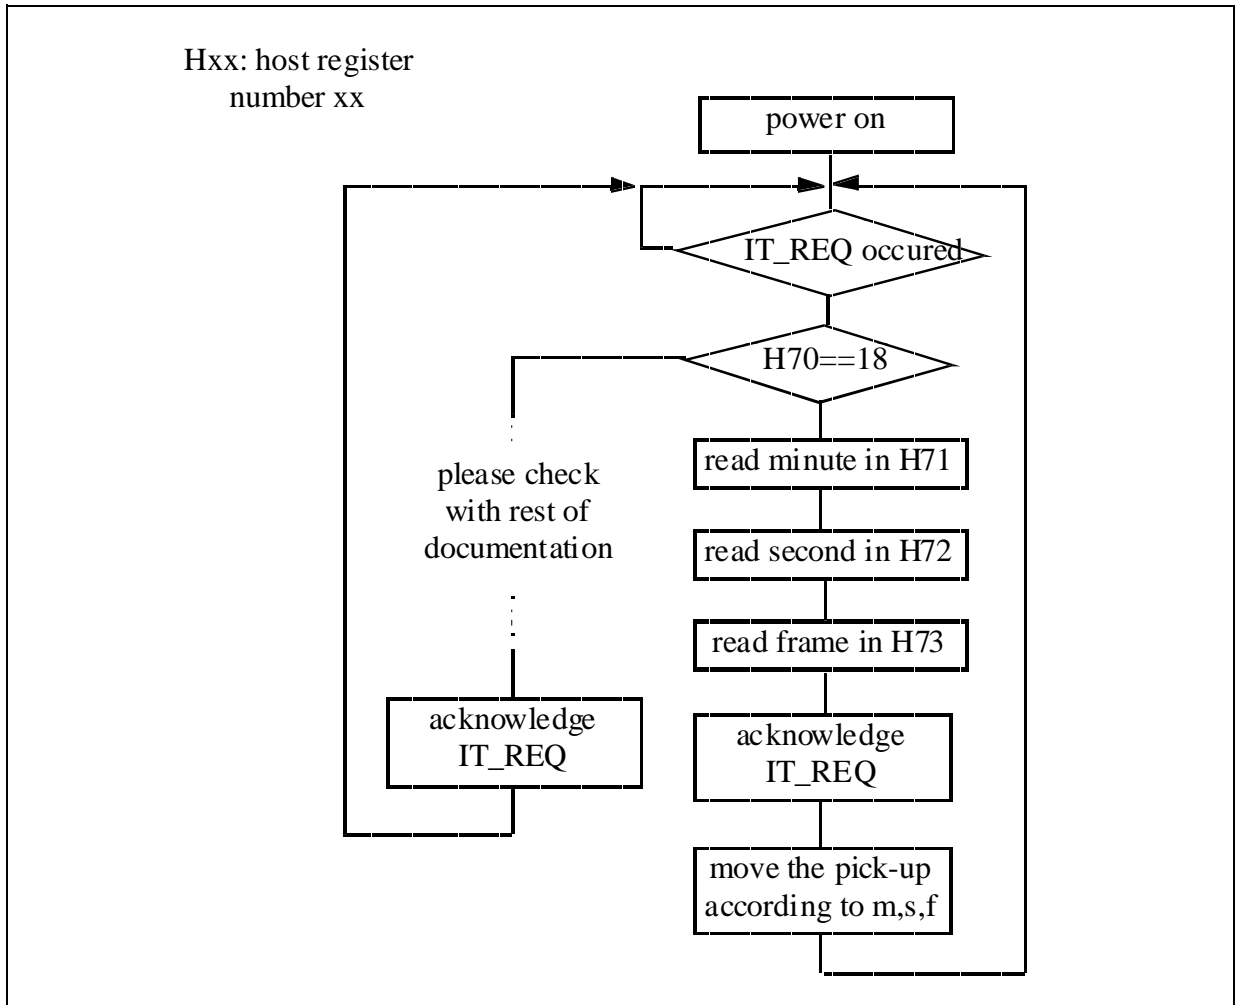 Hxx: host register
number xx
power on
IT_REQ occured
H70==18
read minute in H71
please check
with rest of
documentation
read second in H72
read frame in H73
acknowledge
IT_REQ
acknowledge
IT_REQ
move the pick-up
according to m,s,f